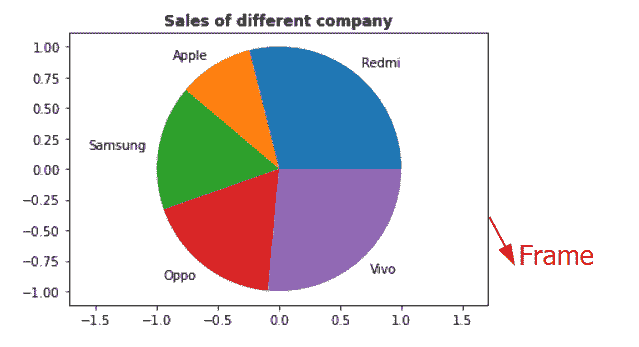 Sales of different company
1.00
0.75
0.50
0.25
0.00
−0.25
−0.50
−0.75
−1.00
Apple
Redmi
Samsung
Oppo
Vivo
Frame
−1.5 −1.0 −0.5 0.0 0.5 1.0 1.5